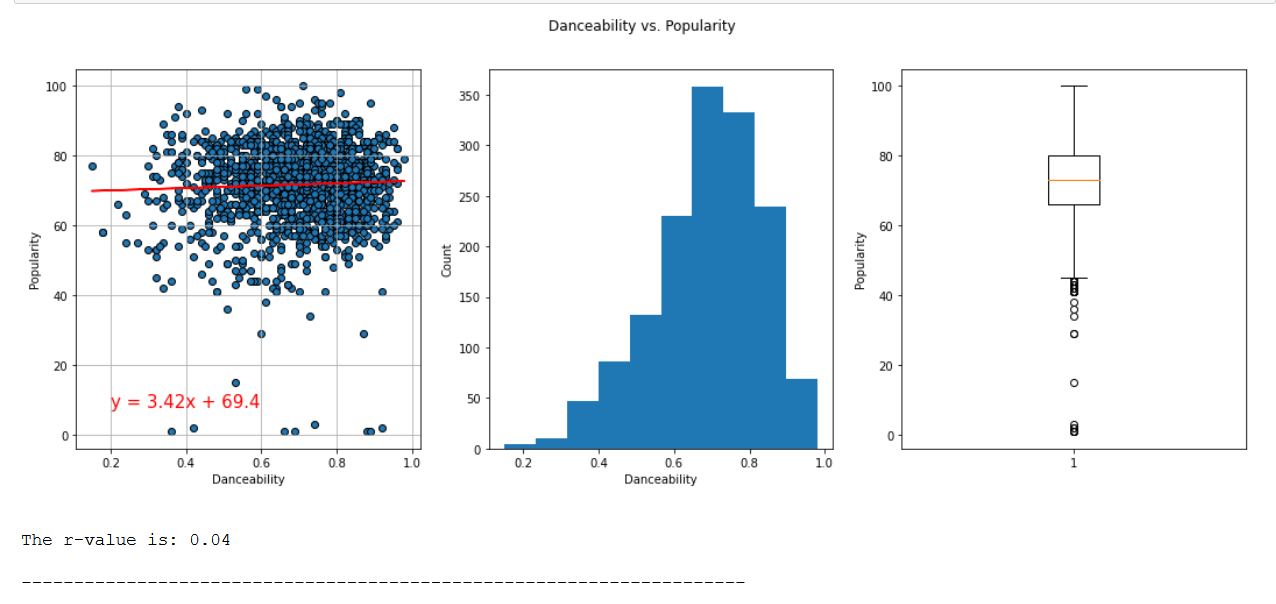 Danceability vs. Popularity
100
80
60
40
20
0
Popularity
y = 3.42x + 69.4
0.2 0.4 0.6 0.8 1.0
Danceability
350
300
250
200
150
100
50
0
Count
0.2 0.4 0.6 0.8 1.0
Danceability
100
80
60
40
20
0
Popularity
1
The r-value is: 0.04